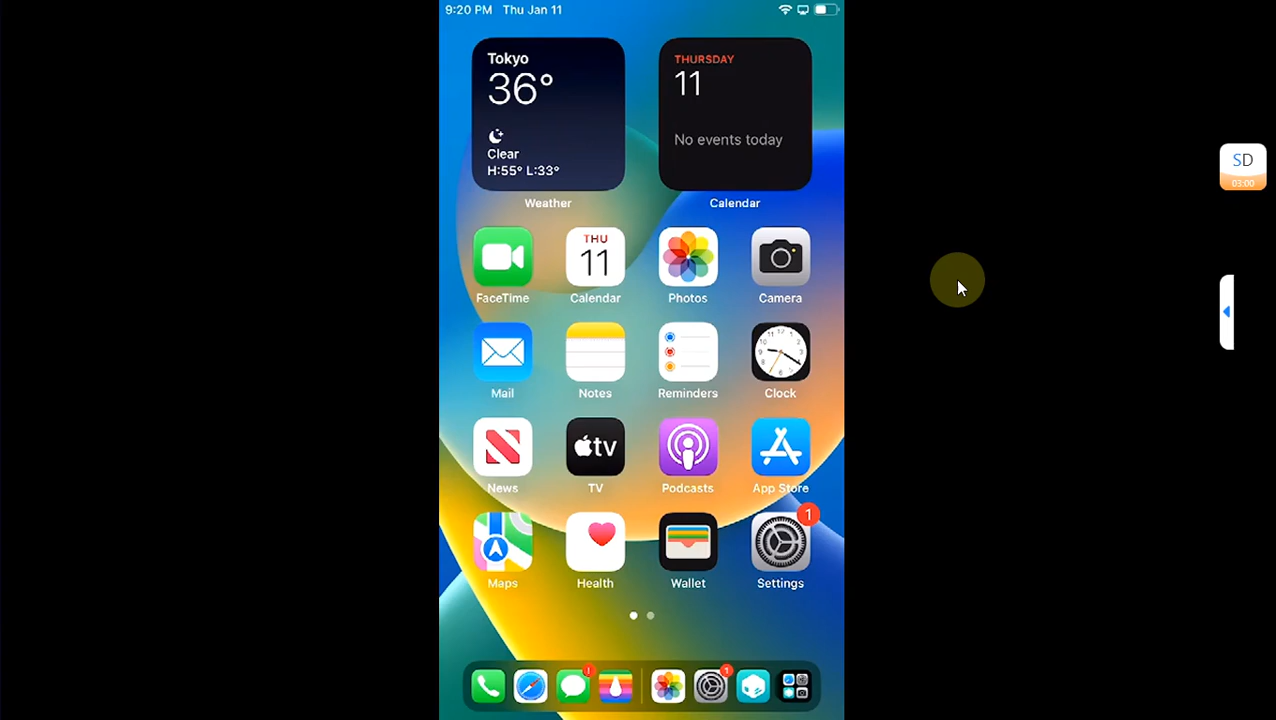 9:20 PM Thu Jan 11
Tokyo
36°
Clear
H:55° L:33°
Weather
THURSDAY
11
No events today
Calendar
THU
11
FaceTime Calendar Photos Camera
Mail Notes Reminders Clock
tv
News TV Podcasts App Store
1
Maps Health Wallet Settings
! 1
SD
03:00